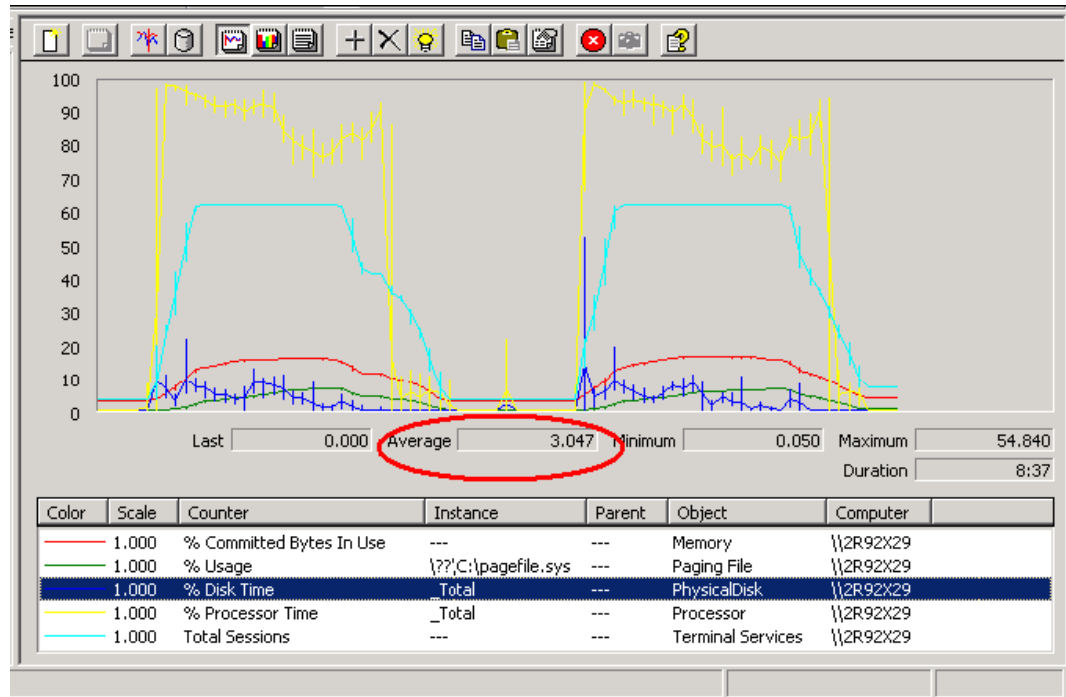 100
90
80
70
60
50
40
30
20
10
0
Last 0.000 Average 3.047 Minimum 0.050 Maximum 54.840
Duration 8:37
Color Scale Counter Instance Parent Object Computer
1.000 % Committed Bytes In Use --- --- Memory \\2R92X29
1.000 % Usage \??\C:\pagefile.sys --- Paging File \\2R92X29
1.000 % Disk Time _Total --- PhysicalDisk \\2R92X29
1.000 % Processor Time _Total --- Processor \\2R92X29
1.000 Total Sessions --- --- Terminal Services \\2R92X29